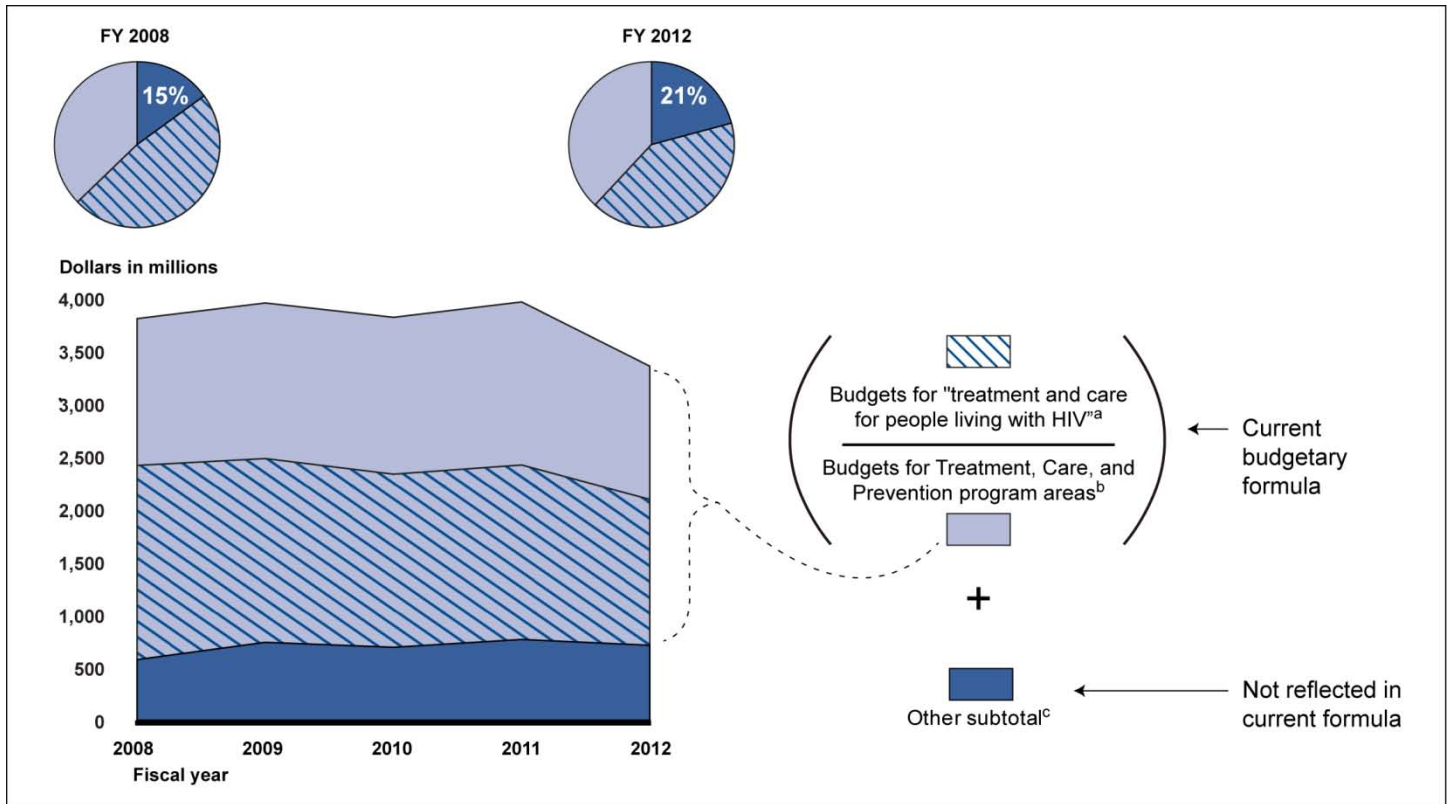 FY 2008
FY 2012
15%
21%
Dollars in millions
4,000
3,500
3,000
2,500
2,000
1,500
1,000
500
0
2008
2009
2010
2011
2012
Fiscal year
Budgets for "treatment and care
for people living with HIV”ᵃ
Budgets for Treatment, Care, and
Prevention program areasᵇ
+
Other subtotalᶜ
Current
budgetary
formula
Not reflected in
current formula